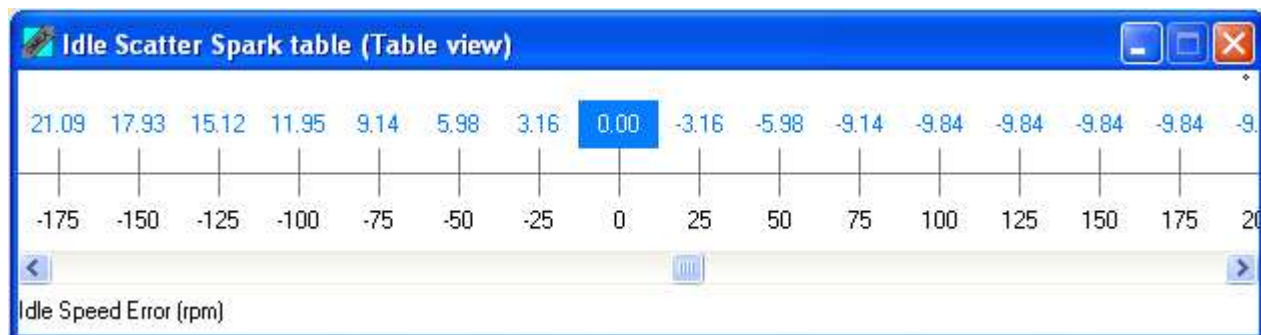 Idle Scatter Spark table (Table view)
°
21.09 17.93 15.12 11.95 9.14 5.98 3.16 0.00 -3.16 -5.98 -9.14 -9.84 -9.84 -9.84 -9.84 -9.
-175 -150 -125 -100 -75 -50 -25 0 25 50 75 100 125 150 175 20
Idle Speed Error (rpm)